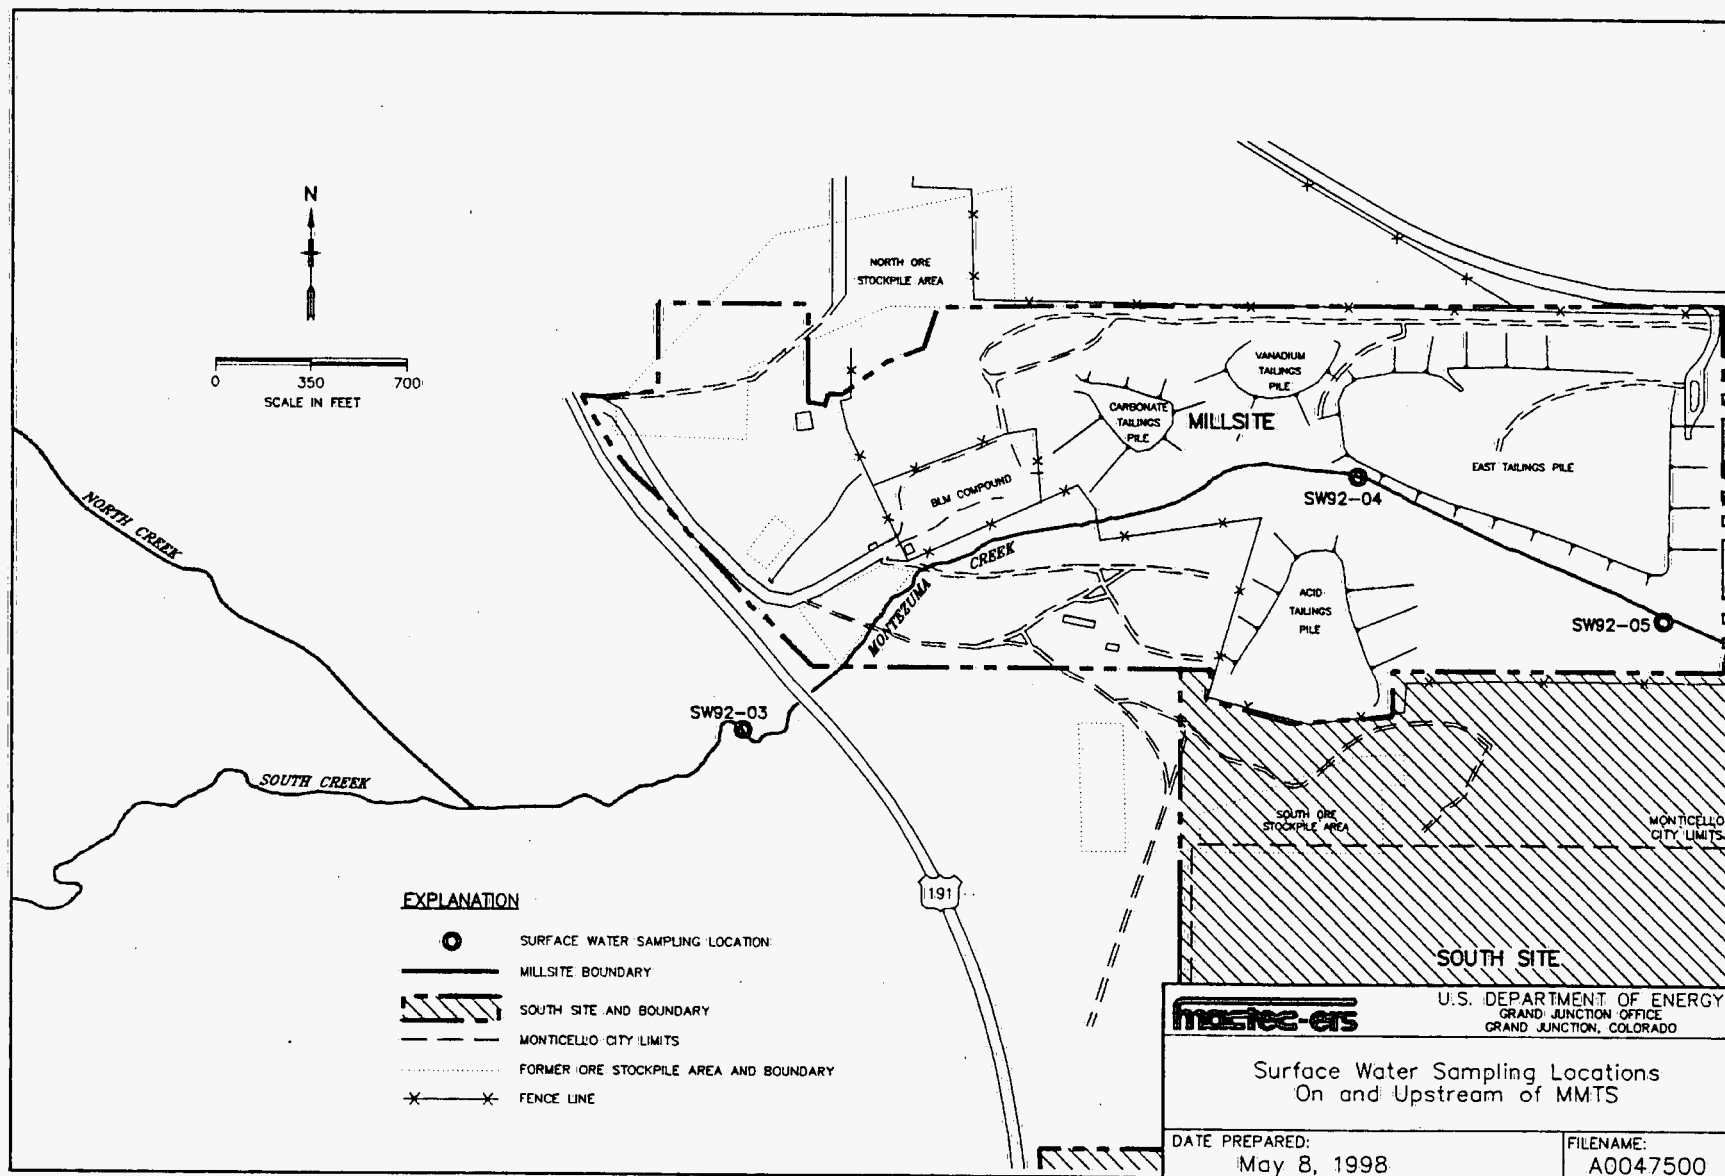 N
0 350 700
SCALE IN FEET
NORTH ORE
STOCKPILE AREA
VANADIUM
TAILINGS
PILE
CARBONATE
TAILINGS
PILE
MILLSITE
EAST TAILINGS PILE
BLM COMPOUND
SW92-04
NORTH CREEK
MONTEZUMA CREEK
ACID
TAILINGS
PILE
SW92-05
SW92-03
SOUTH CREEK
SOUTH ORE
STOCKPILE AREA
MONTICELLO
CITY LIMITS
191
SOUTH SITE
EXPLANATION
SURFACE WATER SAMPLING LOCATION
MILLSITE BOUNDARY
SOUTH SITE AND BOUNDARY
MONTICELLO CITY LIMITS
FORMER ORE STOCKPILE AREA AND BOUNDARY
FENCE LINE
mactec-ers
U.S. DEPARTMENT OF ENERGY
GRAND JUNCTION OFFICE
GRAND JUNCTION, COLORADO
Surface Water Sampling Locations
On and Upstream of MMTS
DATE PREPARED:
May 8, 1998
FILENAME:
A0047500